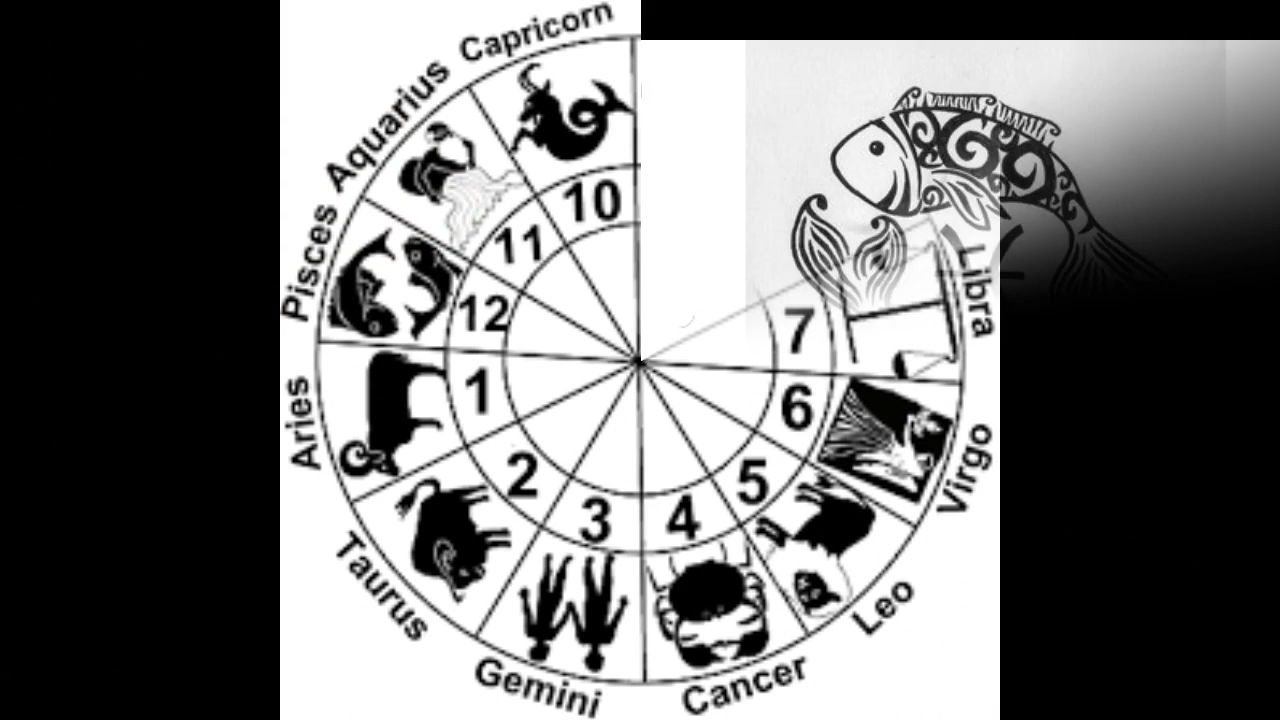 Capricorn
Aquarius
Pisces
Aries
Taurus
Gemini
Cancer
Leo
Virgo
Libra
10
11
12
1
2
3
4
5
6
7